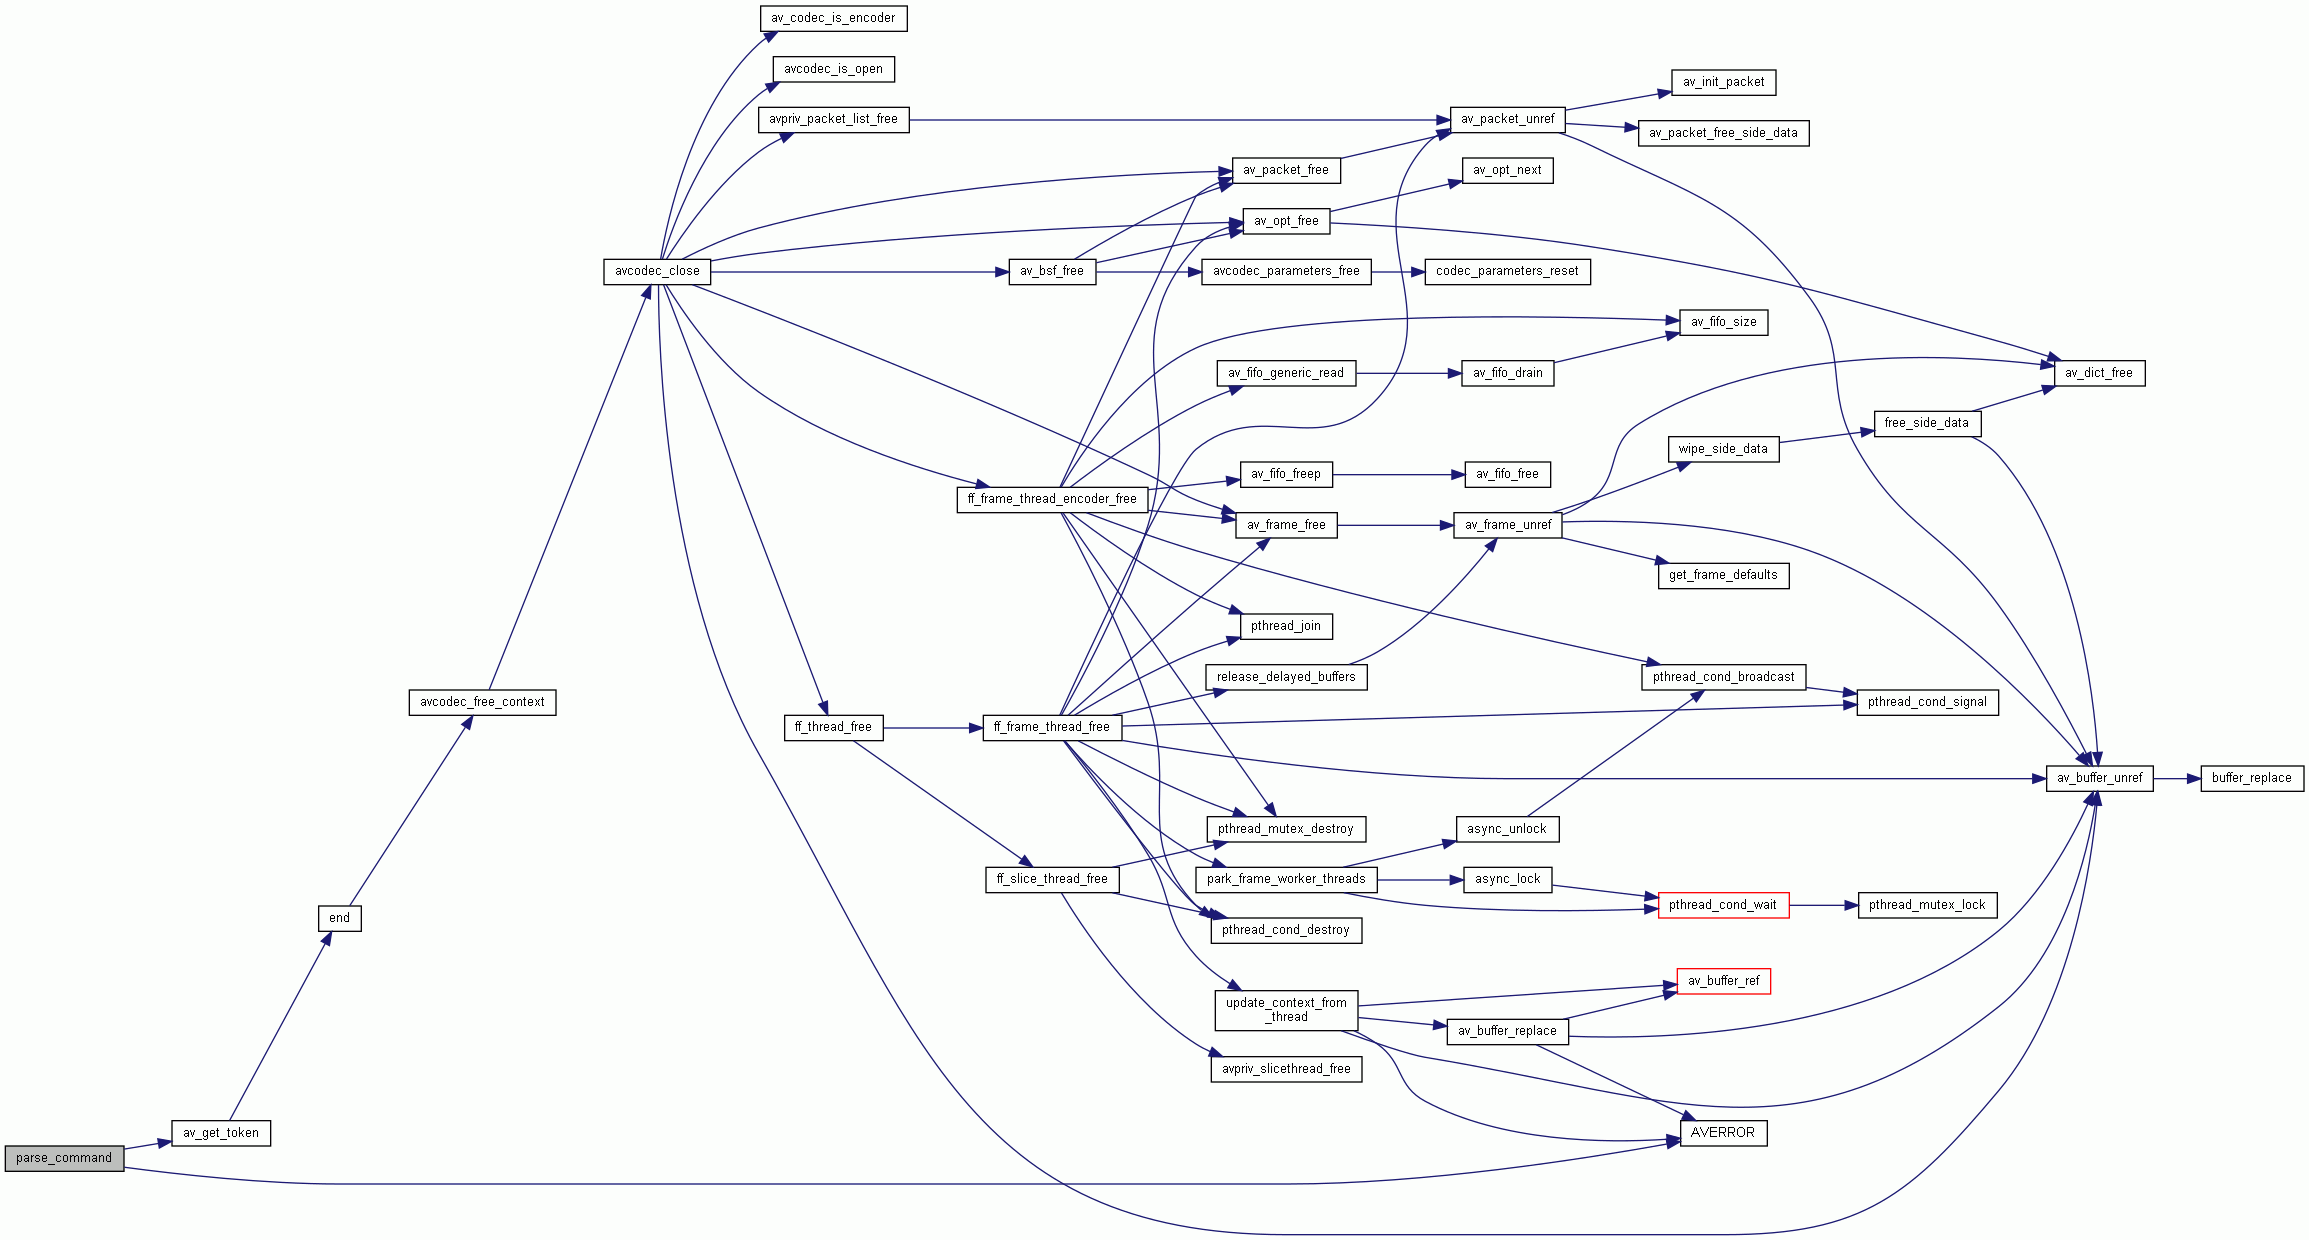 av_codec_is_encoder
avcodec_is_open
av_init_packet
avpriv_packet_list_free
av_packet_unref
av_packet_free_side_data
av_packet_free
av_opt_next
av_opt_free
avcodec_close
av_bsf_free
avcodec_parameters_free
codec_parameters_reset
av_fifo_size
av_fifo_generic_read
av_fifo_drain
av_dict_free
free_side_data
wipe_side_data
av_fifo_freep
av_fifo_free
ff_frame_thread_encoder_free
av_frame_free
av_frame_unref
get_frame_defaults
pthread_join
release_delayed_buffers
pthread_cond_broadcast
avcodec_free_context
pthread_cond_signal
ff_thread_free
ff_frame_thread_free
av_buffer_unref
buffer_replace
pthread_mutex_destroy
async_unlock
ff_slice_thread_free
park_frame_worker_threads
async_lock
pthread_cond_wait
pthread_mutex_lock
end
pthread_cond_destroy
av_buffer_ref
update_context_from
_thread
av_buffer_replace
avpriv_slicethread_free
av_get_token
AVERROR
parse_command